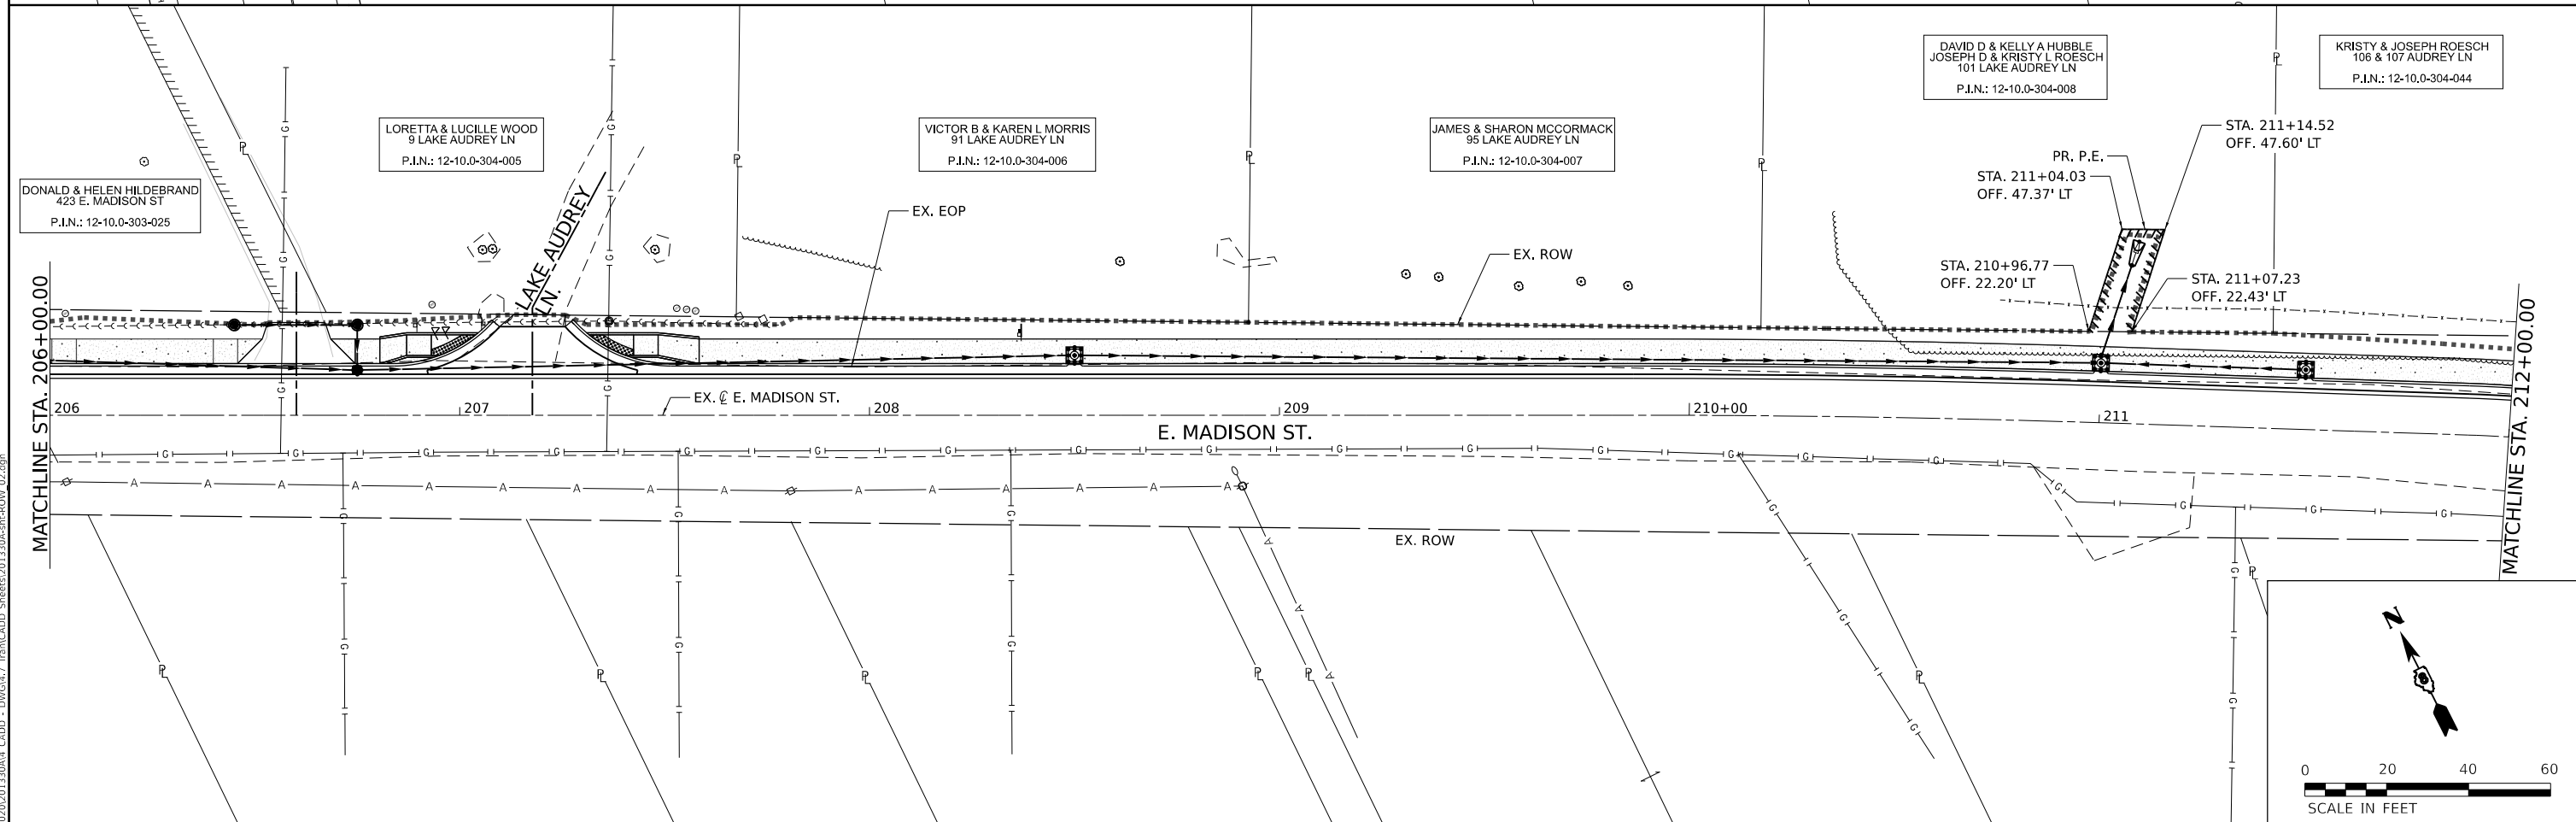 DONALD & HELEN HILDEBRAND
423 E. MADISON ST
P.I.N.: 12-10.0-303-025
LORETTA & LUCILLE WOOD
9 LAKE AUDREY LN
P.I.N.: 12-10.0-304-005
VICTOR B & KAREN L MORRIS
91 LAKE AUDREY LN
P.I.N.: 12-10.0-304-006
JAMES & SHARON MCCORMACK
95 LAKE AUDREY LN
P.I.N.: 12-10.0-304-007
DAVID D & KELLY A HUBBLE
JOSEPH D & KRISTY L ROESCH
101 LAKE AUDREY LN
P.I.N.: 12-10.0-304-008
KRISTY & JOSEPH ROESCH
106 & 107 AUDREY LN
P.I.N.: 12-10.0-304-044
STA. 211+14.52
OFF. 47.60' LT
PR. P.E.
STA. 211+04.03
OFF. 47.37' LT
STA. 210+96.77
OFF. 22.20' LT
STA. 211+07.23
OFF. 22.43' LT
LAKE AUDREY
LN.
EX. EOP
EX. ROW
MATCHLINE STA. 206+00.00
206
207
208
209
210+00
211
EX. ℄ E. MADISON ST.
E. MADISON ST.
EX. ROW
MATCHLINE STA. 212+00.00
N
0 20 40 60
SCALE IN FEET